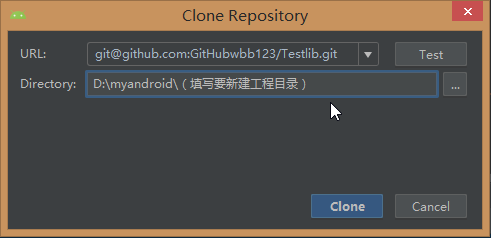 Clone Repository
URL: git@github.com:GitHubwbb123/Testlib.git Test
Directory: D:\myandroid\（填写要新建工程目录） ...
Clone Cancel